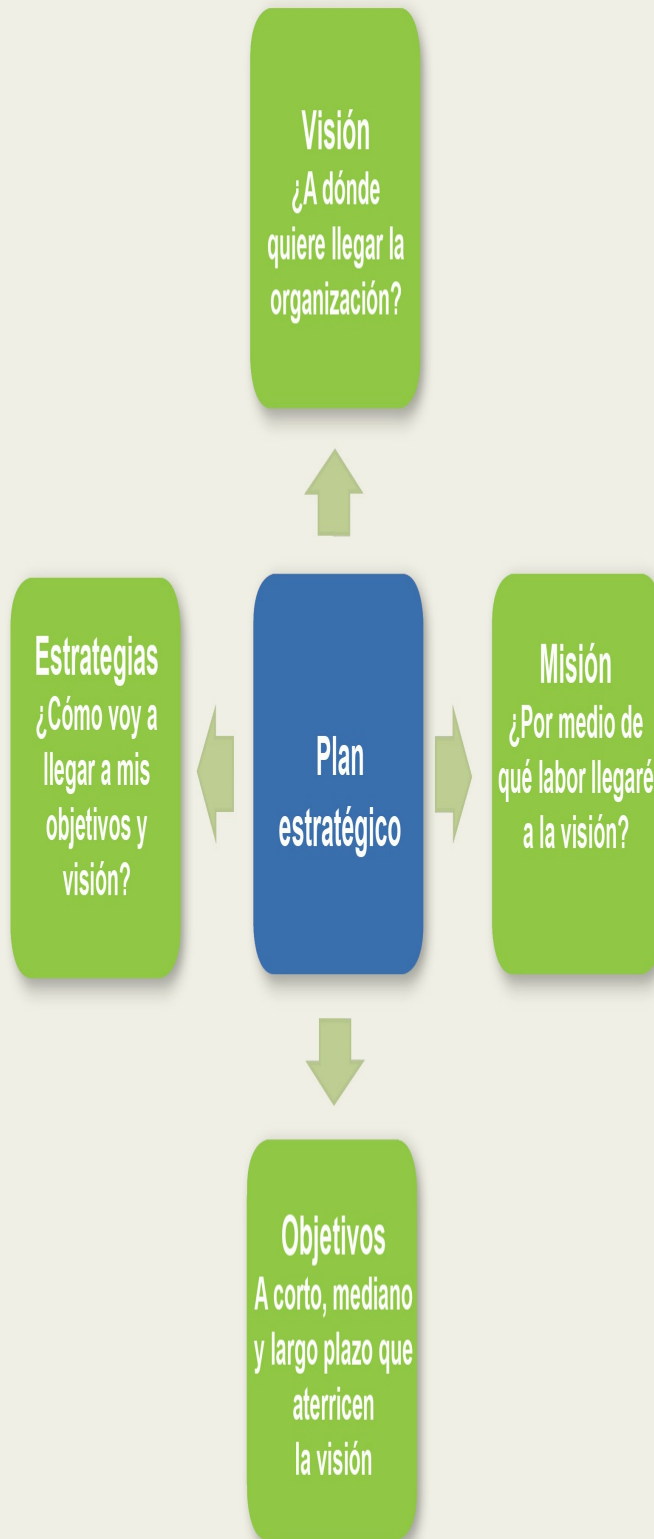 Visión
¿A dónde
quiere llegar la
organización?
Estrategias
¿Cómo voy a
llegar a mis
objetivos y
visión?
Plan
estratégico
Misión
¿Por medio de
qué labor llegaré
a la visión?
Objetivos
A corto, mediano
y largo plazo que
aterricen
la visión